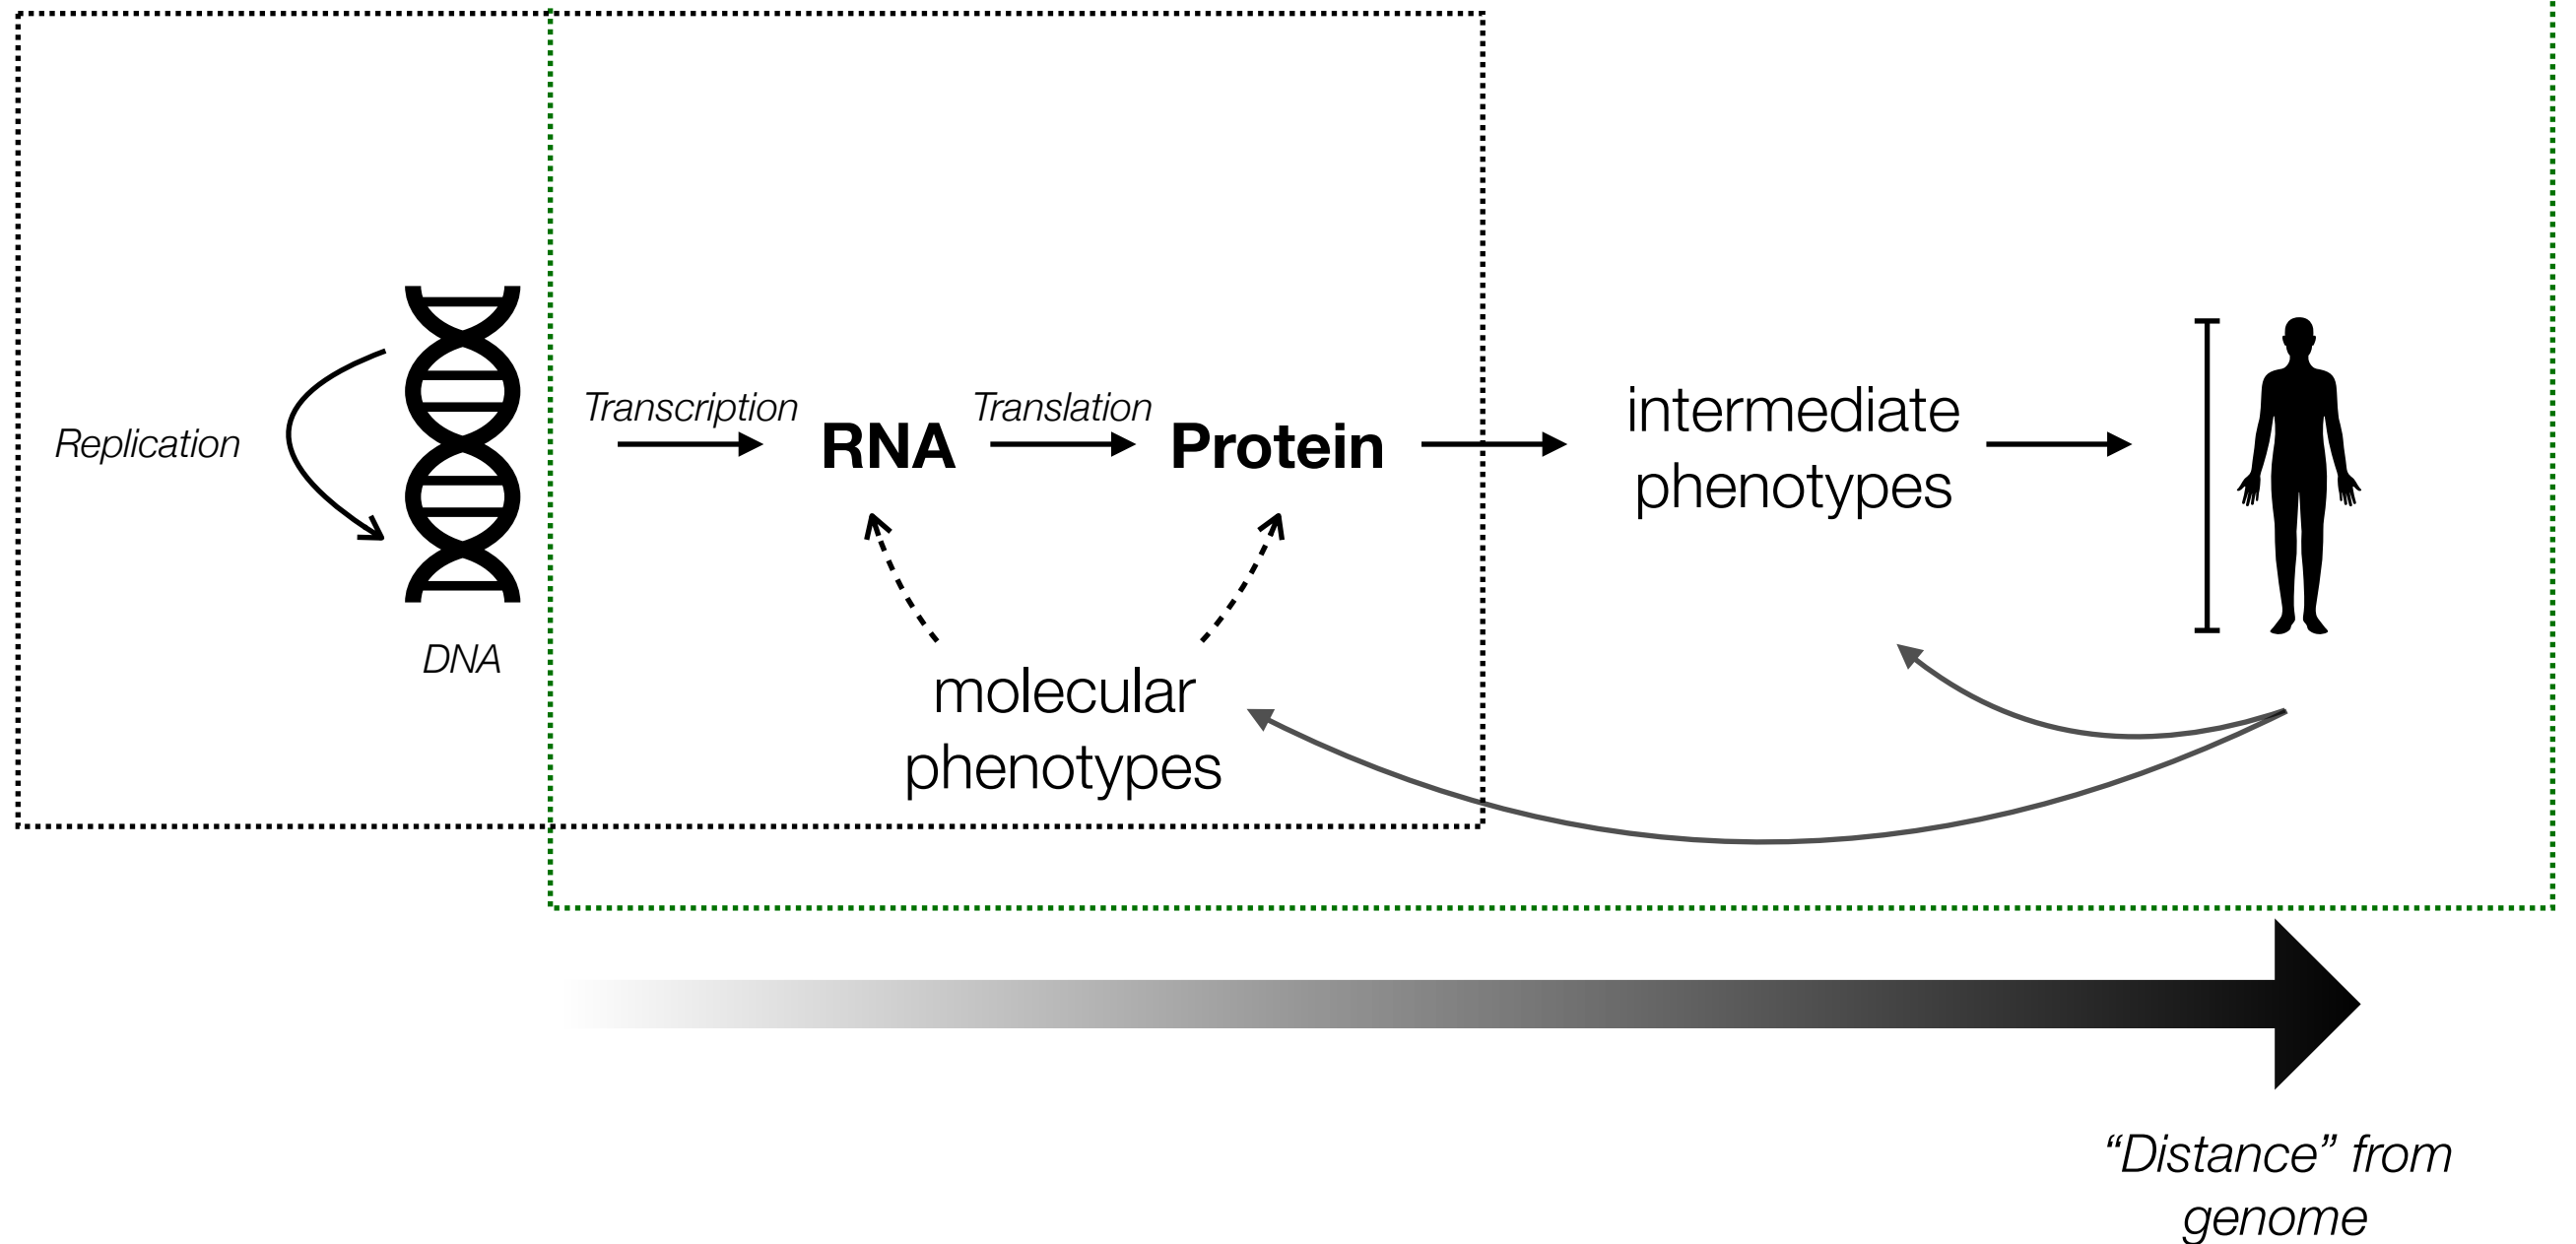 Replication
DNA
Transcription
RNA
Translation
Protein
intermediate
phenotypes
molecular
phenotypes
“Distance” from
genome